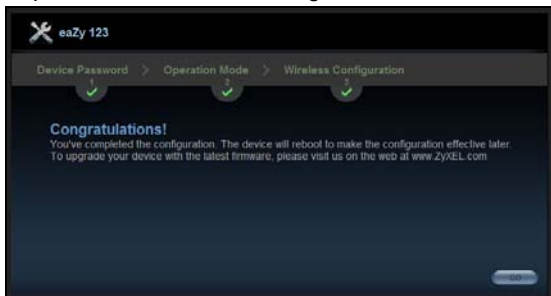 eaZy 123
Device Password > Operation Mode > Wireless Configuration
1 2 3
Congratulations!
You've completed the configuration. The device will reboot to make the configuration effective later.
To upgrade your device with the latest firmware, please visit us on the web at www.ZyXEL.com
GO